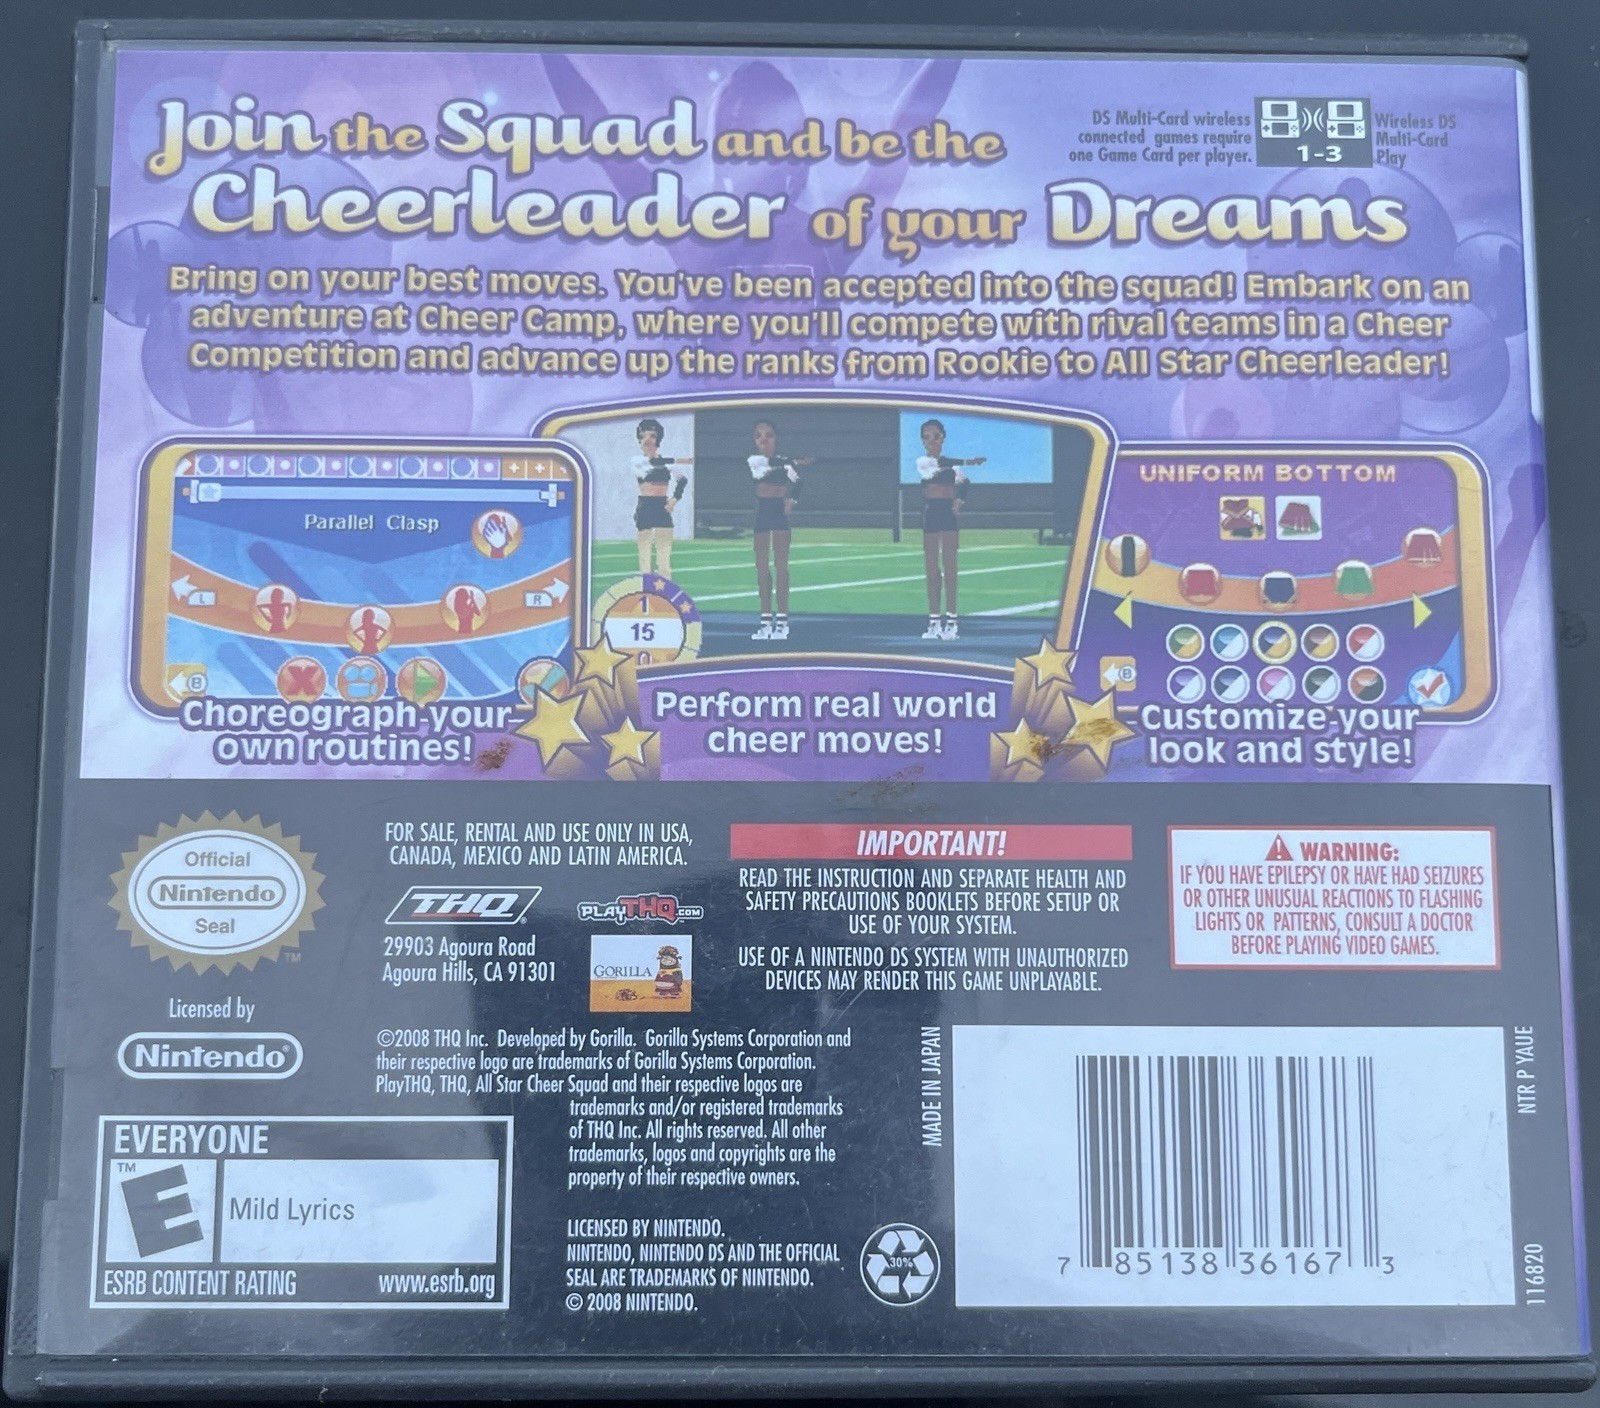 Join the Squad and be the
Cheerleader of your Dreams
DS Multi-Card wireless
connected games require
one Game Card per player.
1-3
Wireless DS
Multi-Card
Play
Bring on your best moves. You've been accepted into the squad! Embark on an
adventure at Cheer Camp, where you'll compete with rival teams in a Cheer
Competition and advance up the ranks from Rookie to All Star Cheerleader!
Parallel Clasp
L
R
B
1
15
0
UNIFORM BOTTOM
B
Choreograph your
own routines!
Perform real world
cheer moves!
Customize your
look and style!
Official
Nintendo
Seal
TM
Licensed by
Nintendo®
FOR SALE, RENTAL AND USE ONLY IN USA,
CANADA, MEXICO AND LATIN AMERICA.
THQ®
PLAYTHQ.COM
29903 Agoura Road
Agoura Hills, CA 91301
GORILLA
IMPORTANT!
READ THE INSTRUCTION AND SEPARATE HEALTH AND
SAFETY PRECAUTIONS BOOKLETS BEFORE SETUP OR
USE OF YOUR SYSTEM.
USE OF A NINTENDO DS SYSTEM WITH UNAUTHORIZED
DEVICES MAY RENDER THIS GAME UNPLAYABLE.
WARNING:
IF YOU HAVE EPILEPSY OR HAVE HAD SEIZURES
OR OTHER UNUSUAL REACTIONS TO FLASHING
LIGHTS OR PATTERNS, CONSULT A DOCTOR
BEFORE PLAYING VIDEO GAMES.
©2008 THQ Inc. Developed by Gorilla. Gorilla Systems Corporation and
their respective logo are trademarks of Gorilla Systems Corporation.
PlayTHQ, THQ, All Star Cheer Squad and their respective logos are
trademarks and/or registered trademarks
of THQ Inc. All rights reserved. All other
trademarks, logos and copyrights are the
property of their respective owners.
LICENSED BY NINTENDO.
NINTENDO, NINTENDO DS AND THE OFFICIAL
SEAL ARE TRADEMARKS OF NINTENDO.
© 2008 NINTENDO.
EVERYONE
TM
E
Mild Lyrics
ESRB CONTENT RATING www.esrb.org
30%
MADE IN JAPAN
7 85138 36167 3
NTR P YAUE
116820